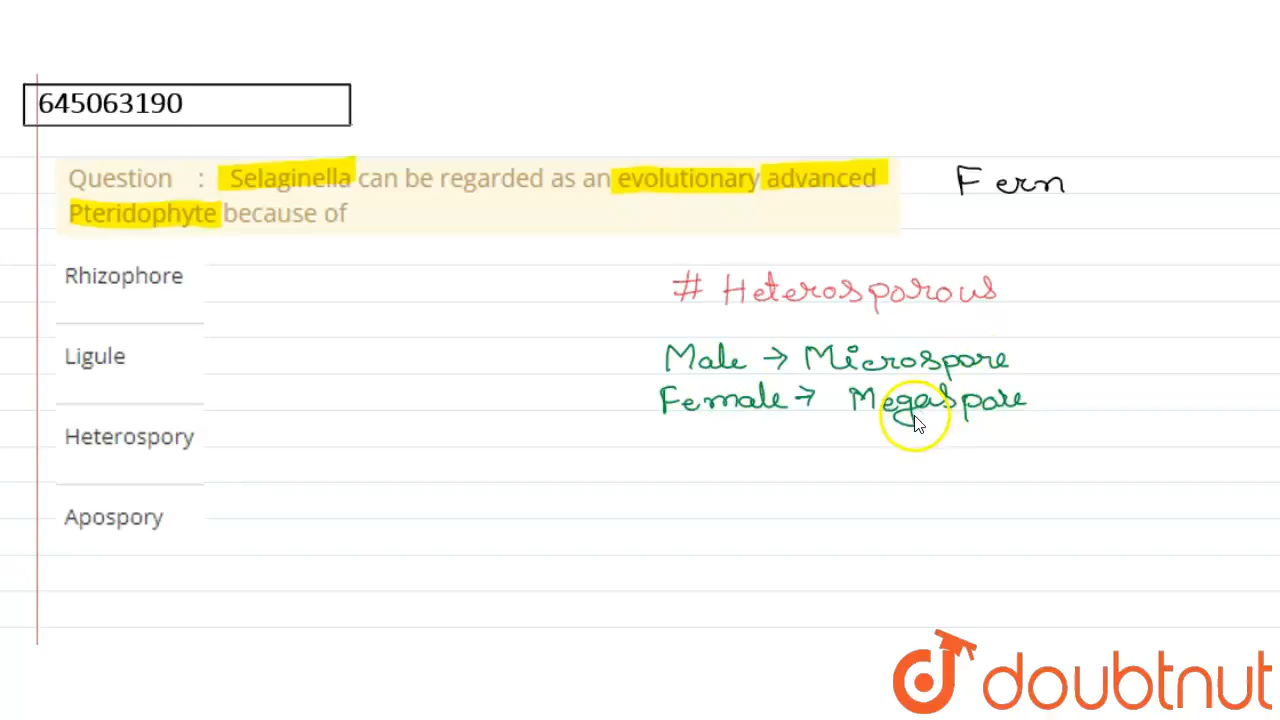 645063190
Question : Selaginella can be regarded as an evolutionary advanced
Pteridophyte because of
Fern
Rhizophore
# Heterosporous
Ligule
Male → Microspore
Female → Megaspore
Heterospory
Apospory
doubtnut